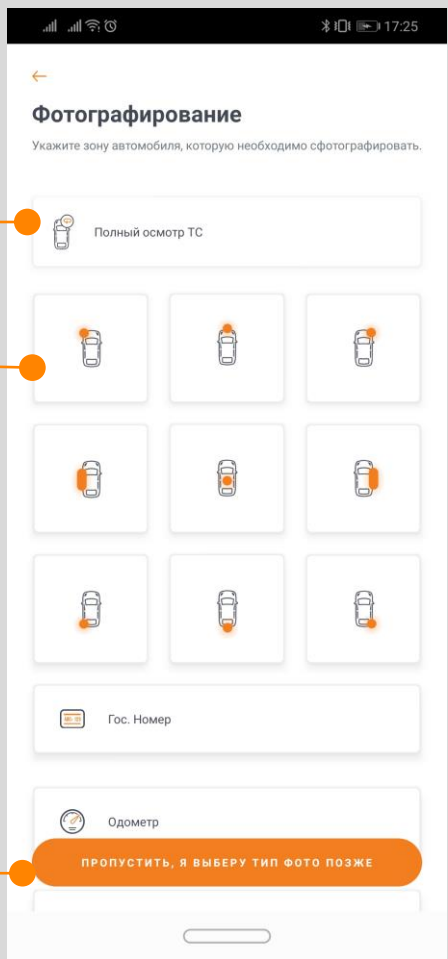 17:25
Фотографирование
Укажите зону автомобиля, которую необходимо сфотографировать.
Полный осмотр ТС
Гос. Номер
Одометр
ПРОПУСТИТЬ, Я ВЫБЕРУ ТИП ФОТО ПОЗЖЕ